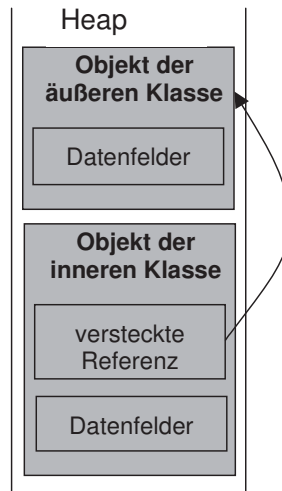 Heap
Objekt der
äußeren Klasse
Datenfelder
Objekt der
inneren Klasse
versteckte
Referenz
Datenfelder